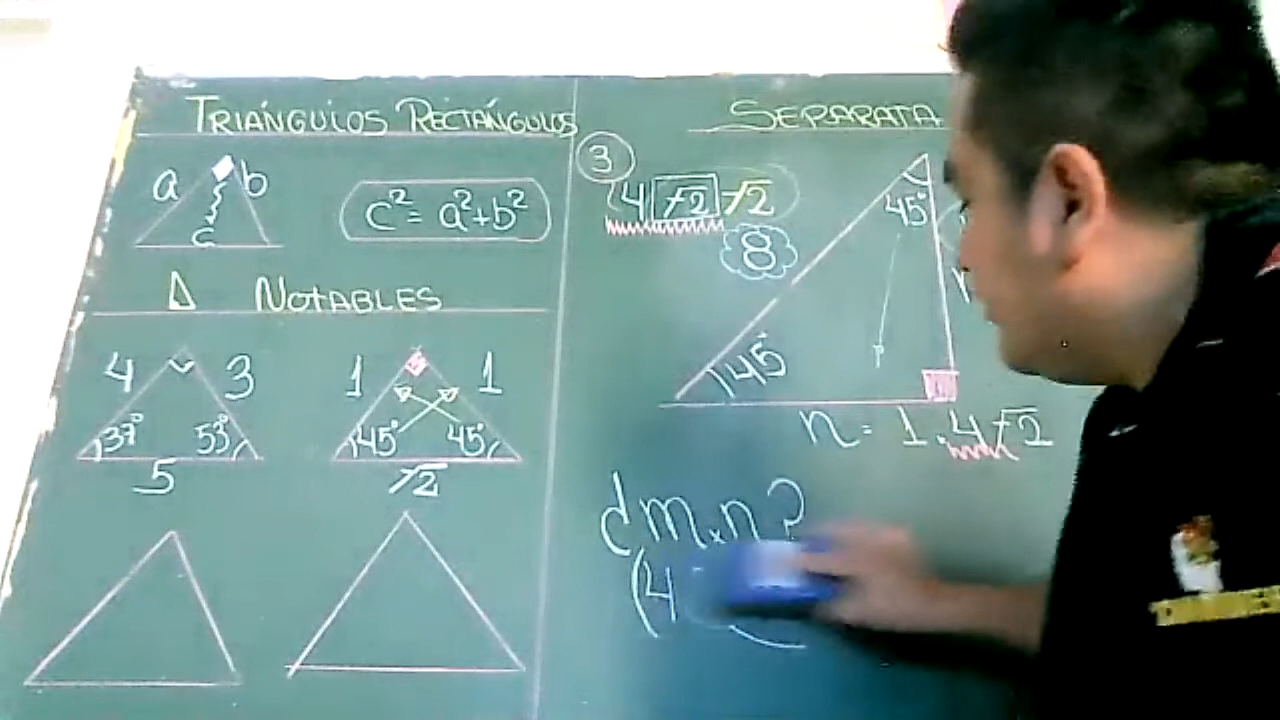 TRIÁNGULOS RECTÁNGULOS
a b
c
c² = a² + b²
Δ NOTABLES
4 3
37° 53°
5
1 1
45° 45°
√2
SEPARATA
3
4 √2 √2
8
45°
45°
n = 1 . 4√2
¿ m x n ?
(4